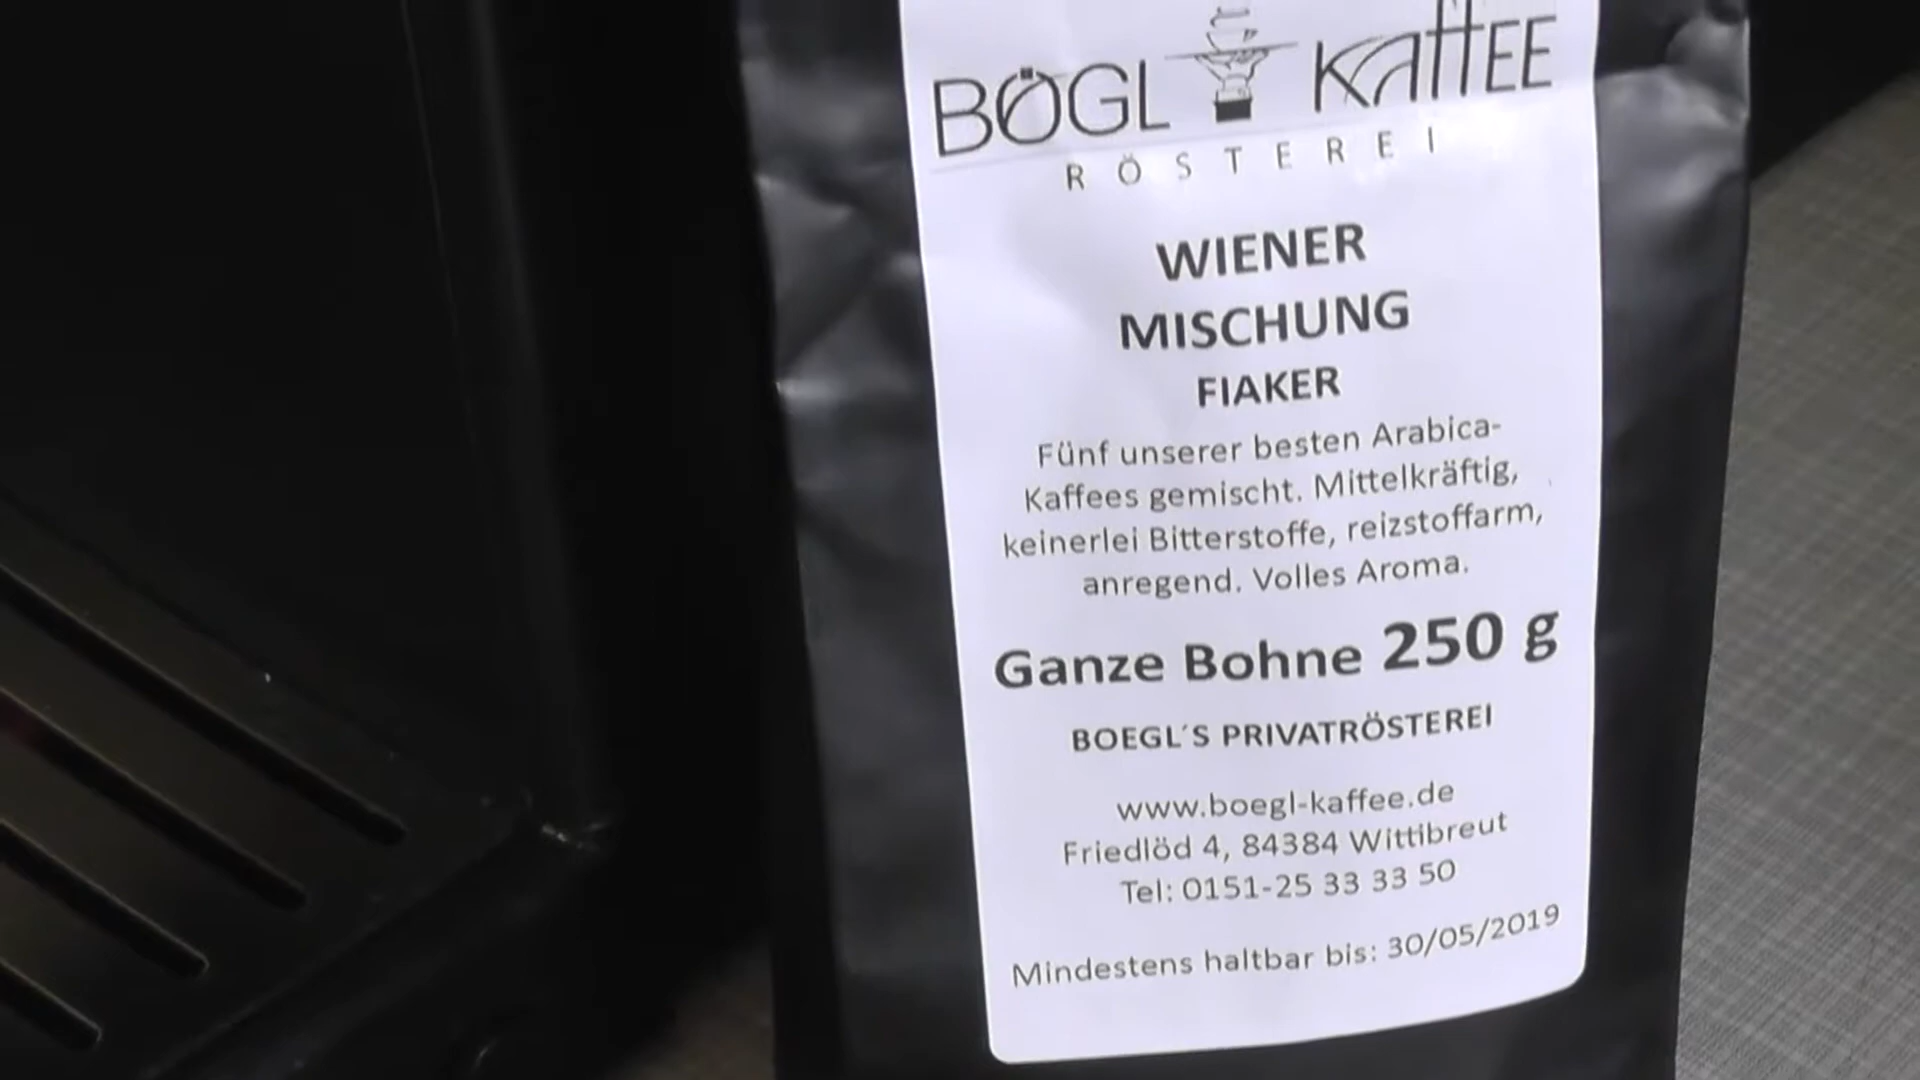 BÖGL KAffEE
RÖSTEREI
WIENER
MISCHUNG
FIAKER
Fünf unserer besten Arabica-
Kaffees gemischt. Mittelkräftig,
keinerlei Bitterstoffe, reizstoffarm,
anregend. Volles Aroma.
Ganze Bohne 250 g
BOEGL´S PRIVATRÖSTEREI
www.boegl-kaffee.de
Friedlöd 4, 84384 Wittibreut
Tel: 0151-25 33 33 50
Mindestens haltbar bis: 30/05/2019